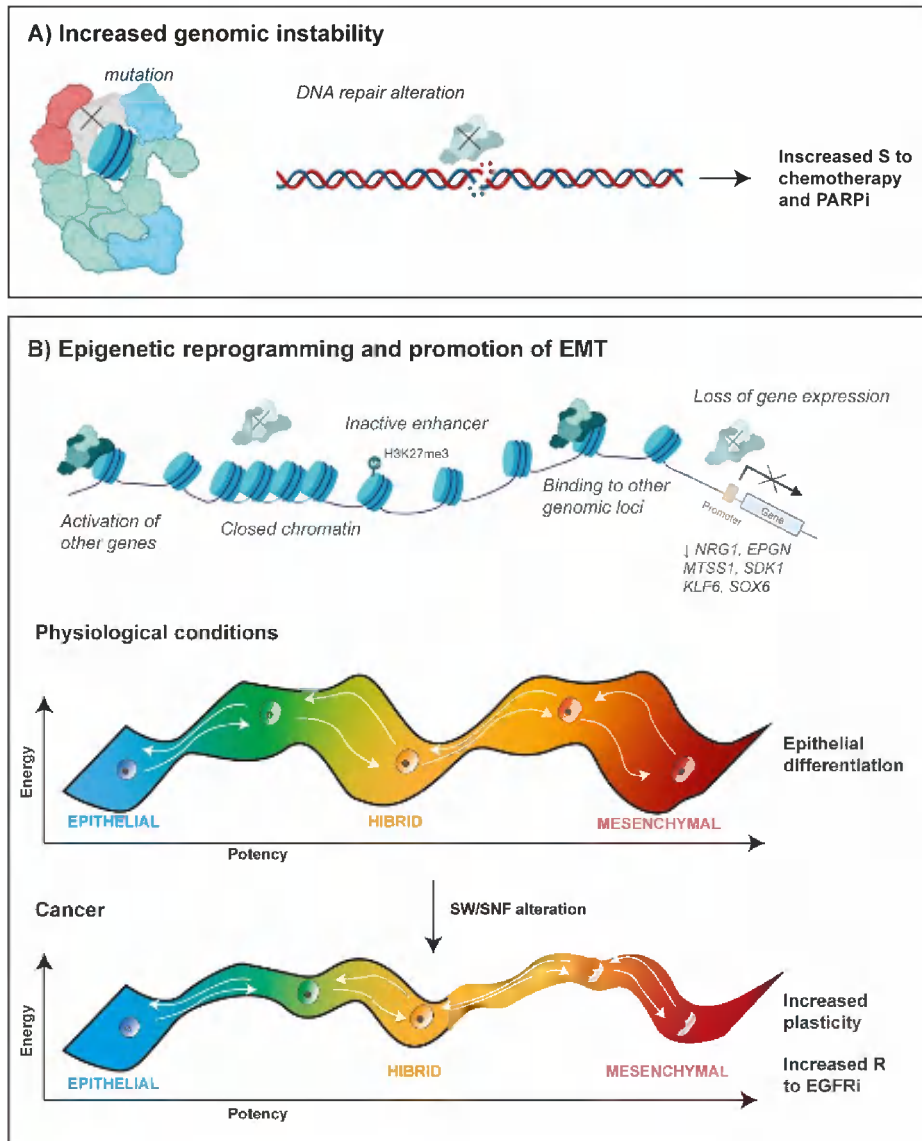 A) Increased genomic instability
mutation
DNA repair alteration
Inscreased S to
chemotherapy
and PARPi
B) Epigenetic reprogramming and promotion of EMT
Loss of gene expression
Inactive enhancer
H3K27me3
Activation of
other genes
Closed chromatin
Binding to other
genomic loci
Promoter
Gene
↓ NRG1, EPGN
MTSS1, SDK1
KLF6, SOX6
Physiological conditions
Energy
EPITHELIAL
HIBRID
MESENCHYMAL
Potency
Epithelial
differentiation
SW/SNF alteration
Cancer
Energy
EPITHELIAL
HIBRID
MESENCHYMAL
Potency
Increased
plasticity
Increased R
to EGFRi